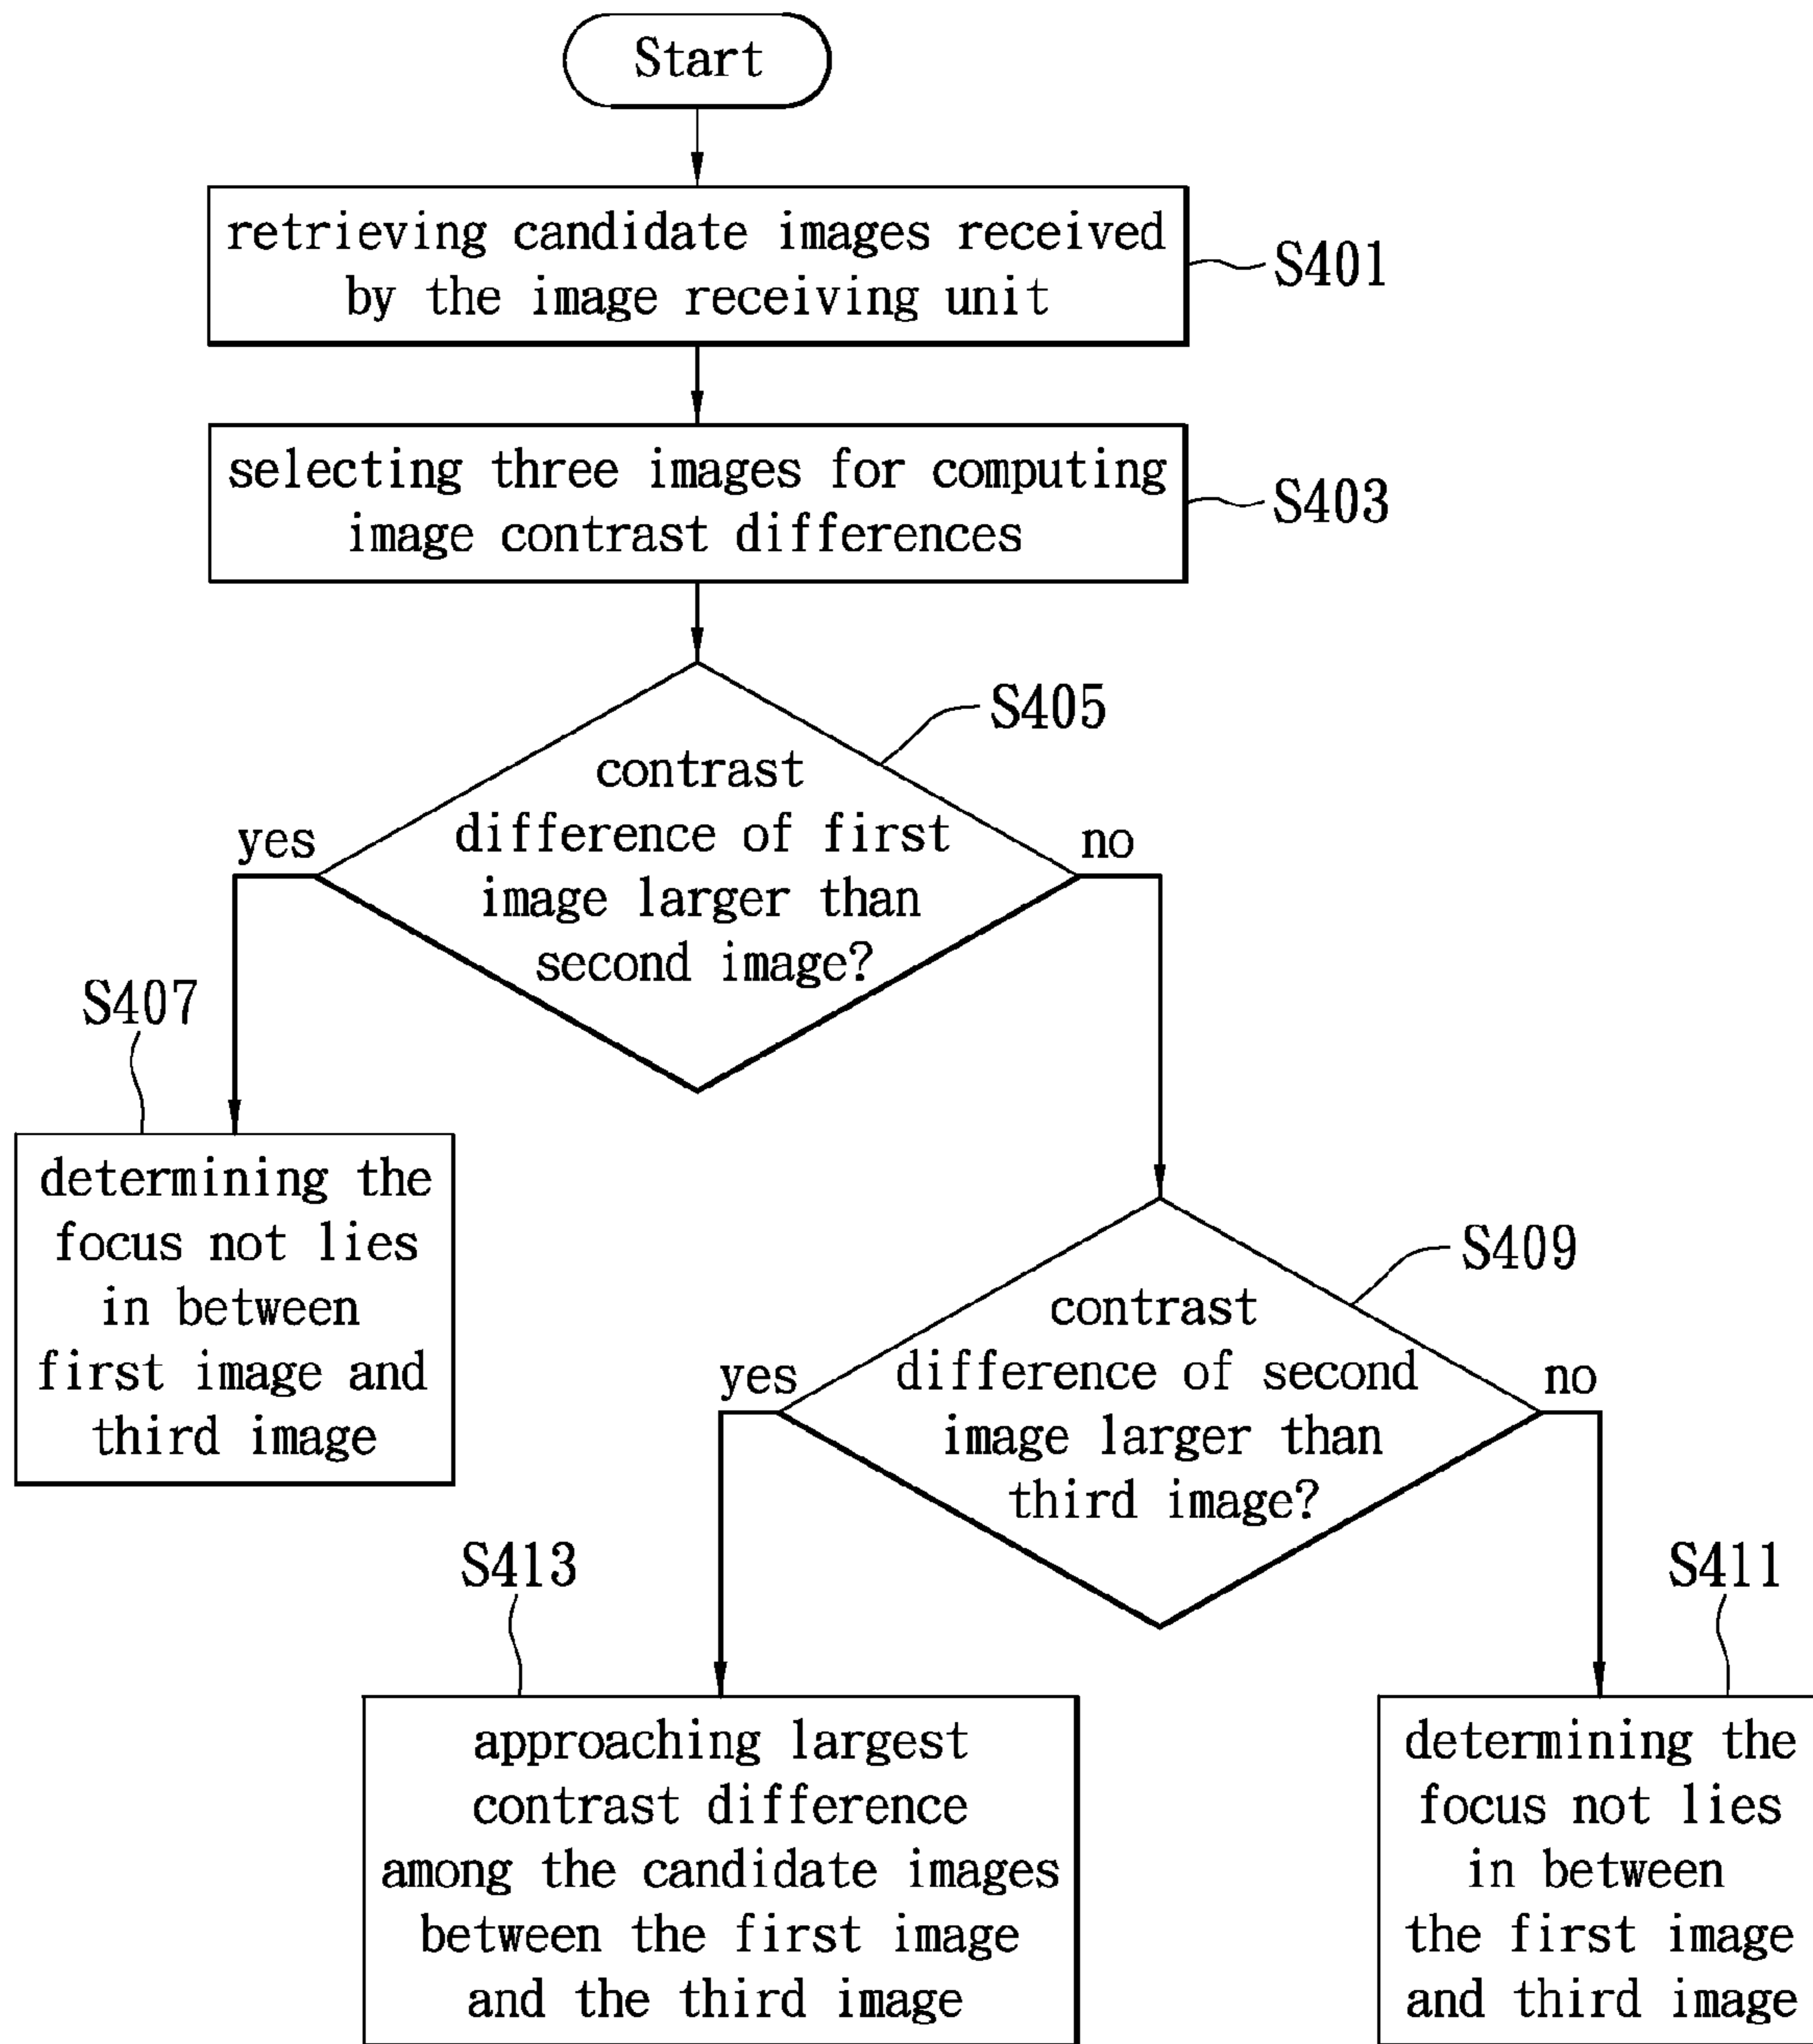 Start
retrieving candidate images received
by the image receiving unit
S401
selecting three images for computing
image contrast differences
S403
S405
contrast
difference of first
image larger than
second image?
yes
no
S407
determining the
focus not lies
in between
first image and
third image
S409
contrast
difference of second
image larger than
third image?
yes
no
S413
approaching largest
contrast difference
among the candidate images
between the first image
and the third image
S411
determining the
focus not lies
in between
the first image
and third image